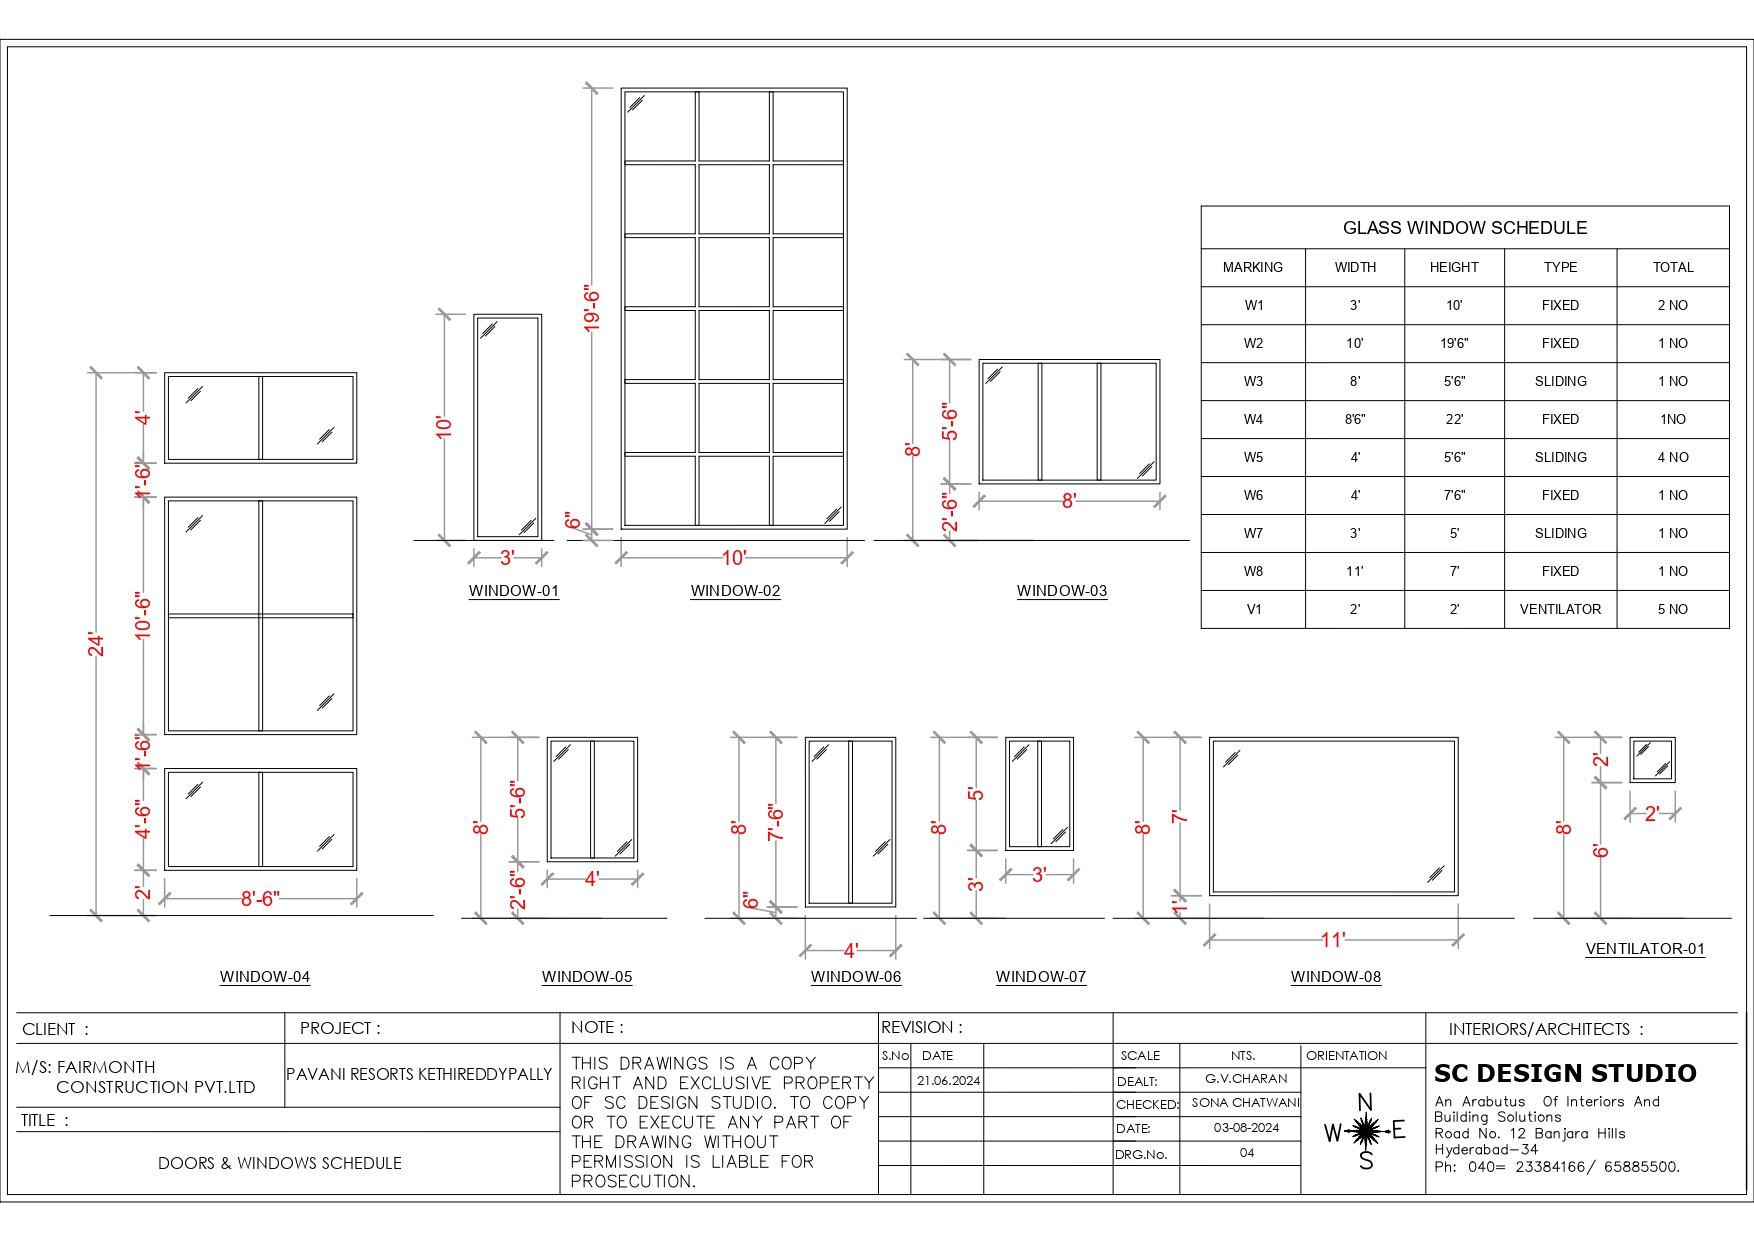 19'-6"
6"
10'
WINDOW-02
10'
3'
WINDOW-01
8'
5'-6"
2'-6"
8'
WINDOW-03
GLASS WINDOW SCHEDULE
MARKING WIDTH HEIGHT TYPE TOTAL
W1 3' 10' FIXED 2 NO
W2 10' 19'6" FIXED 1 NO
W3 8' 5'6" SLIDING 1 NO
W4 8'6" 22' FIXED 1NO
W5 4' 5'6" SLIDING 4 NO
W6 4' 7'6" FIXED 1 NO
W7 3' 5' SLIDING 1 NO
W8 11' 7' FIXED 1 NO
V1 2' 2' VENTILATOR 5 NO
24'
4'
1'-6"
10'-6"
1'-6"
4'-6"
2'
8'-6"
WINDOW-04
8'
5'-6"
2'-6"
4'
WINDOW-05
8'
7'-6"
6"
4'
WINDOW-06
8'
5'
3'
3'
WINDOW-07
8'
7'
1'
11'
WINDOW-08
8'
2'
6'
2'
VENTILATOR-01
CLIENT :
M/S: FAIRMONTH
CONSTRUCTION PVT.LTD
PROJECT :
PAVANI RESORTS KETHIREDDYPALLY
TITLE :
DOORS & WINDOWS SCHEDULE
NOTE :
THIS DRAWINGS IS A COPY
RIGHT AND EXCLUSIVE PROPERTY
OF SC DESIGN STUDIO. TO COPY
OR TO EXECUTE ANY PART OF
THE DRAWING WITHOUT
PERMISSION IS LIABLE FOR
PROSECUTION.
REVISION :
S.No DATE
21.06.2024
SCALE NTS.
DEALT: G.V.CHARAN
CHECKED: SONA CHATWANI
DATE: 03-08-2024
DRG.No. 04
ORIENTATION
N
W E
S
INTERIORS/ARCHITECTS :
SC DESIGN STUDIO
An Arabutus Of Interiors And
Building Solutions
Road No. 12 Banjara Hills
Hyderabad-34
Ph: 040= 23384166/ 65885500.